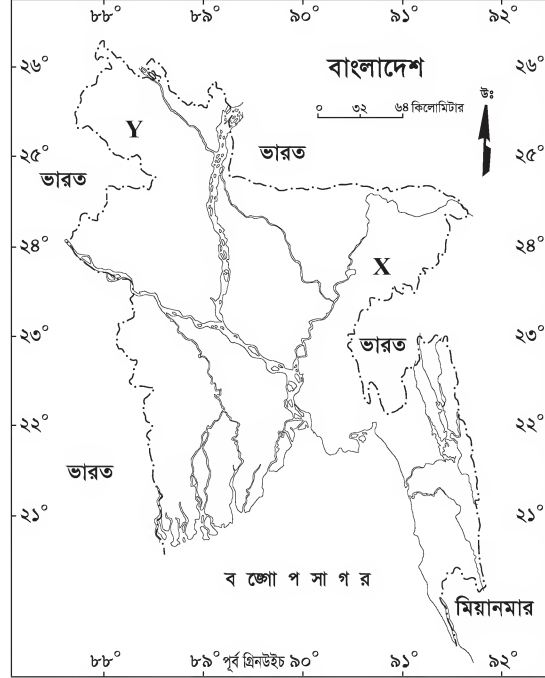 ৮৮° ৮৯° ৯০° ৯১° ৯২°
২৬° বাংলাদেশ ২৬°
উঃ
০ ৩২ ৬৪ কিলোমিটার
Y
২৫° ভারত ২৫°
ভারত
২৪° ২৪°
X
২৩° ২৩°
ভারত
২২° ২২°
ভারত
২১° ২১°
ব ঙ্গো প সা গ র
মিয়ানমার
৮৮° ৮৯° পূর্ব গ্রিনউইচ ৯০° ৯১° ৯২°